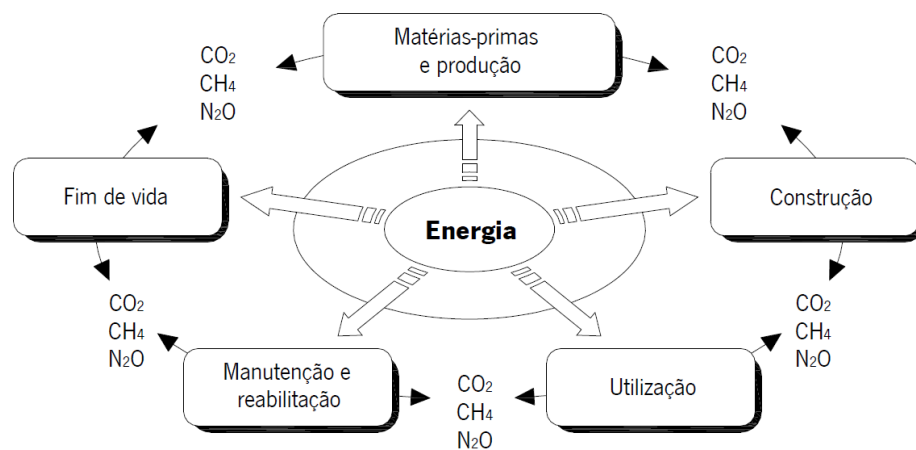 Matérias-primas
e produção
CO₂
CH₄
N₂O
CO₂
CH₄
N₂O
Fim de vida
Energia
Construção
CO₂
CH₄
N₂O
CO₂
CH₄
N₂O
Manutenção e
reabilitação
CO₂
CH₄
N₂O
Utilização